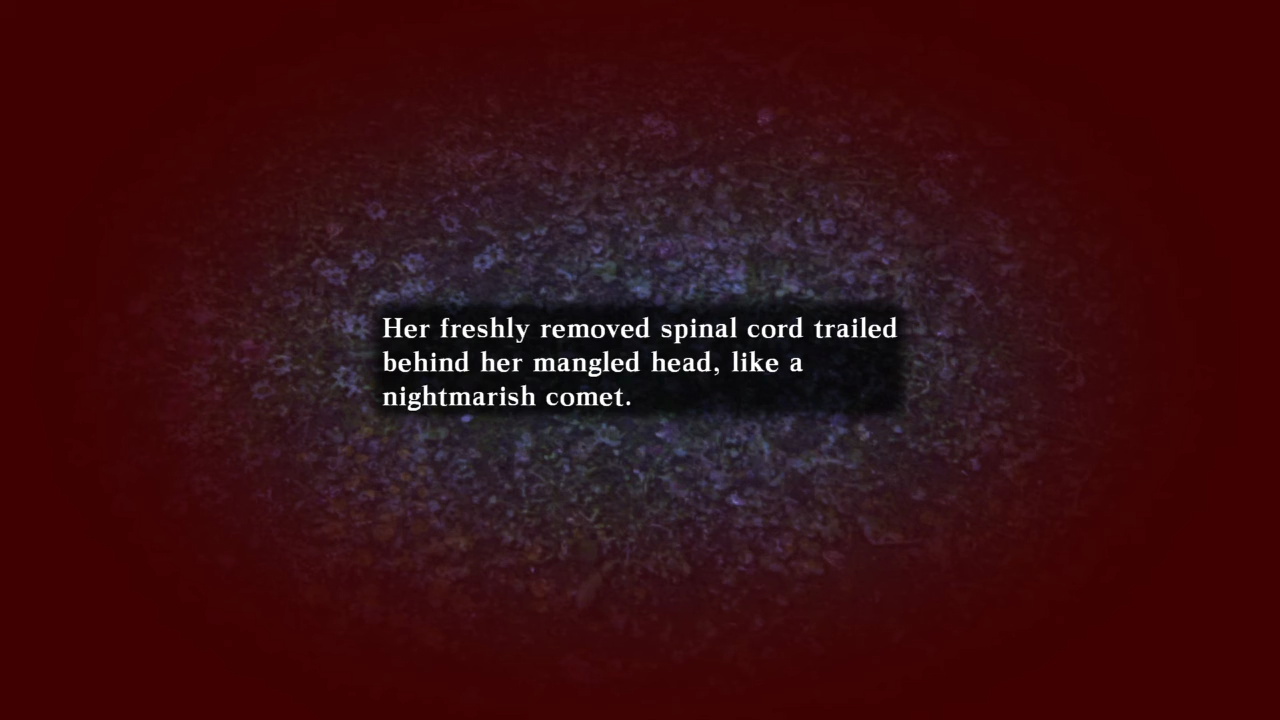 Her freshly removed spinal cord trailed
behind her mangled head, like a
nightmarish comet.